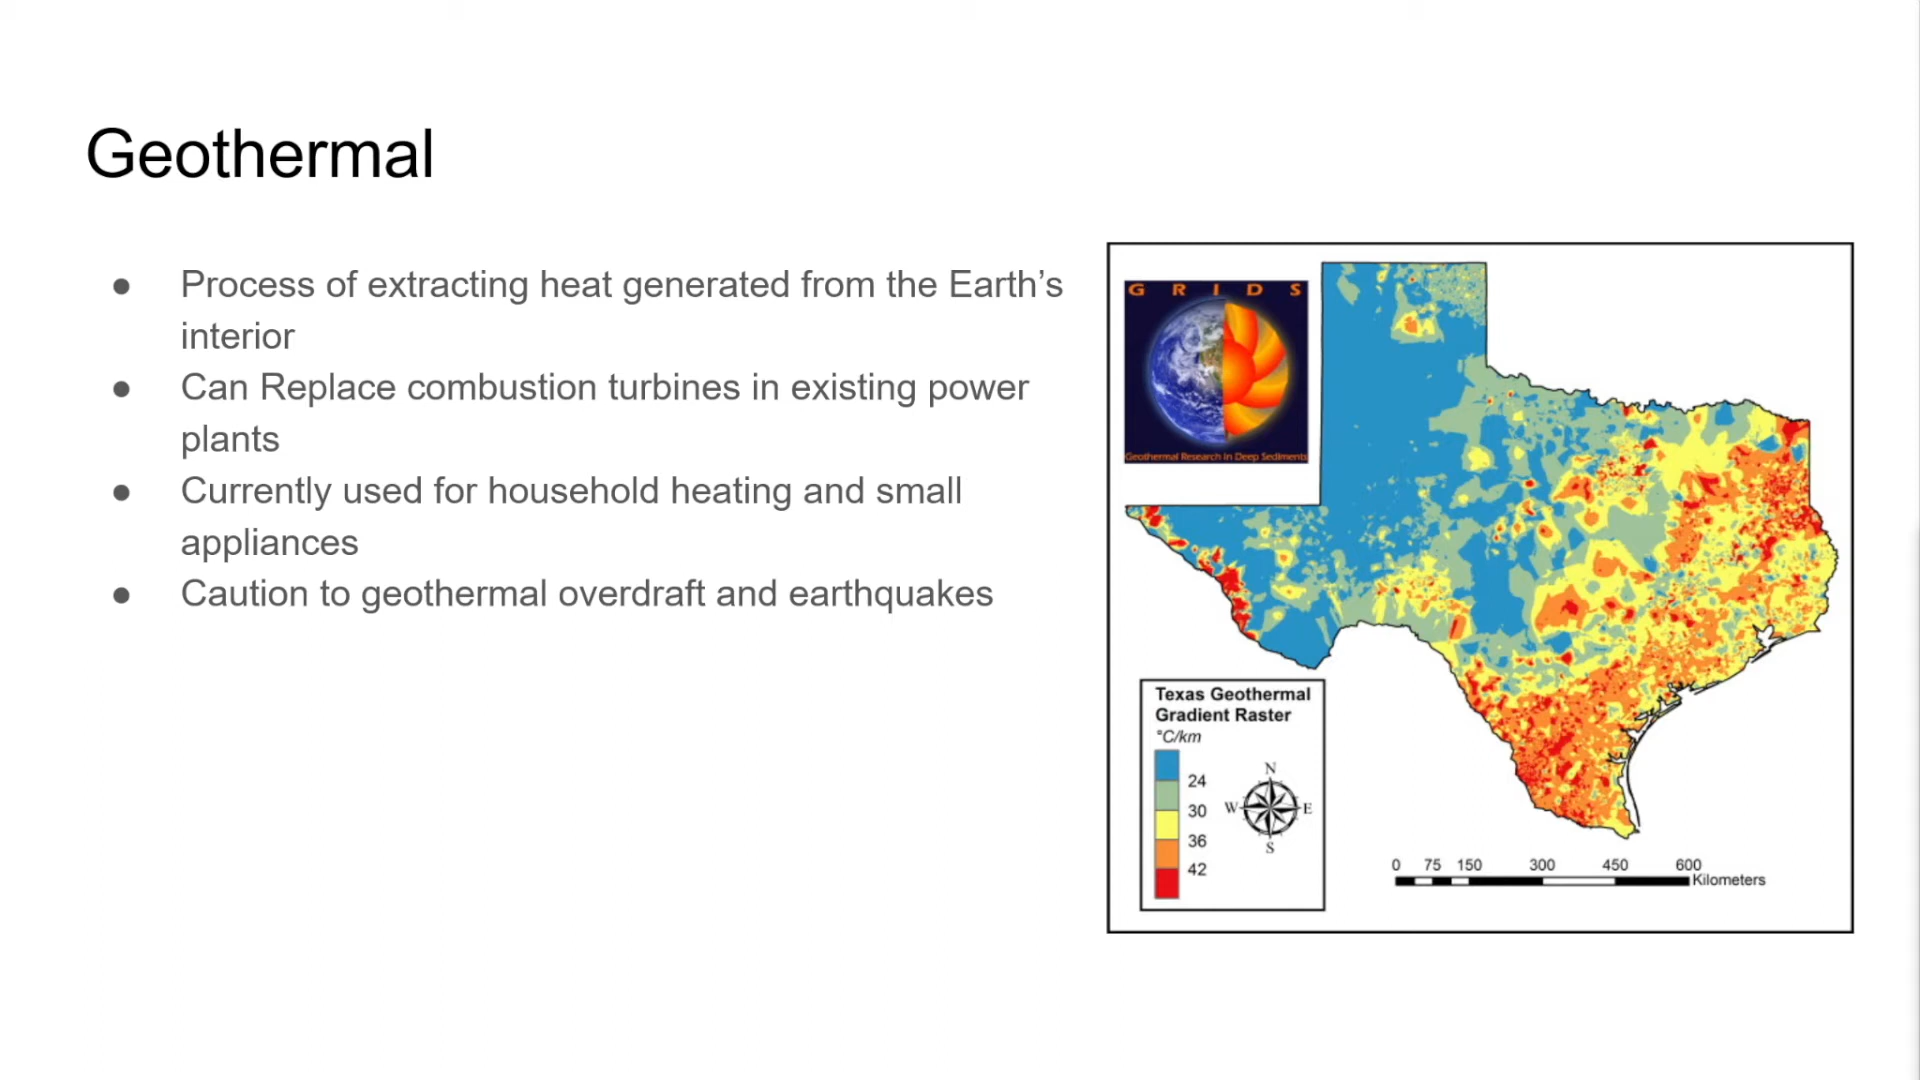 Geothermal
● Process of extracting heat generated from the Earth’s
interior
● Can Replace combustion turbines in existing power
plants
● Currently used for household heating and small
appliances
● Caution to geothermal overdraft and earthquakes
G R I D S
Geothermal Research In Deep Sediments
Texas Geothermal
Gradient Raster
°C/km
24
30
36
42
N
W E
S
0 75 150 300 450 600
Kilometers